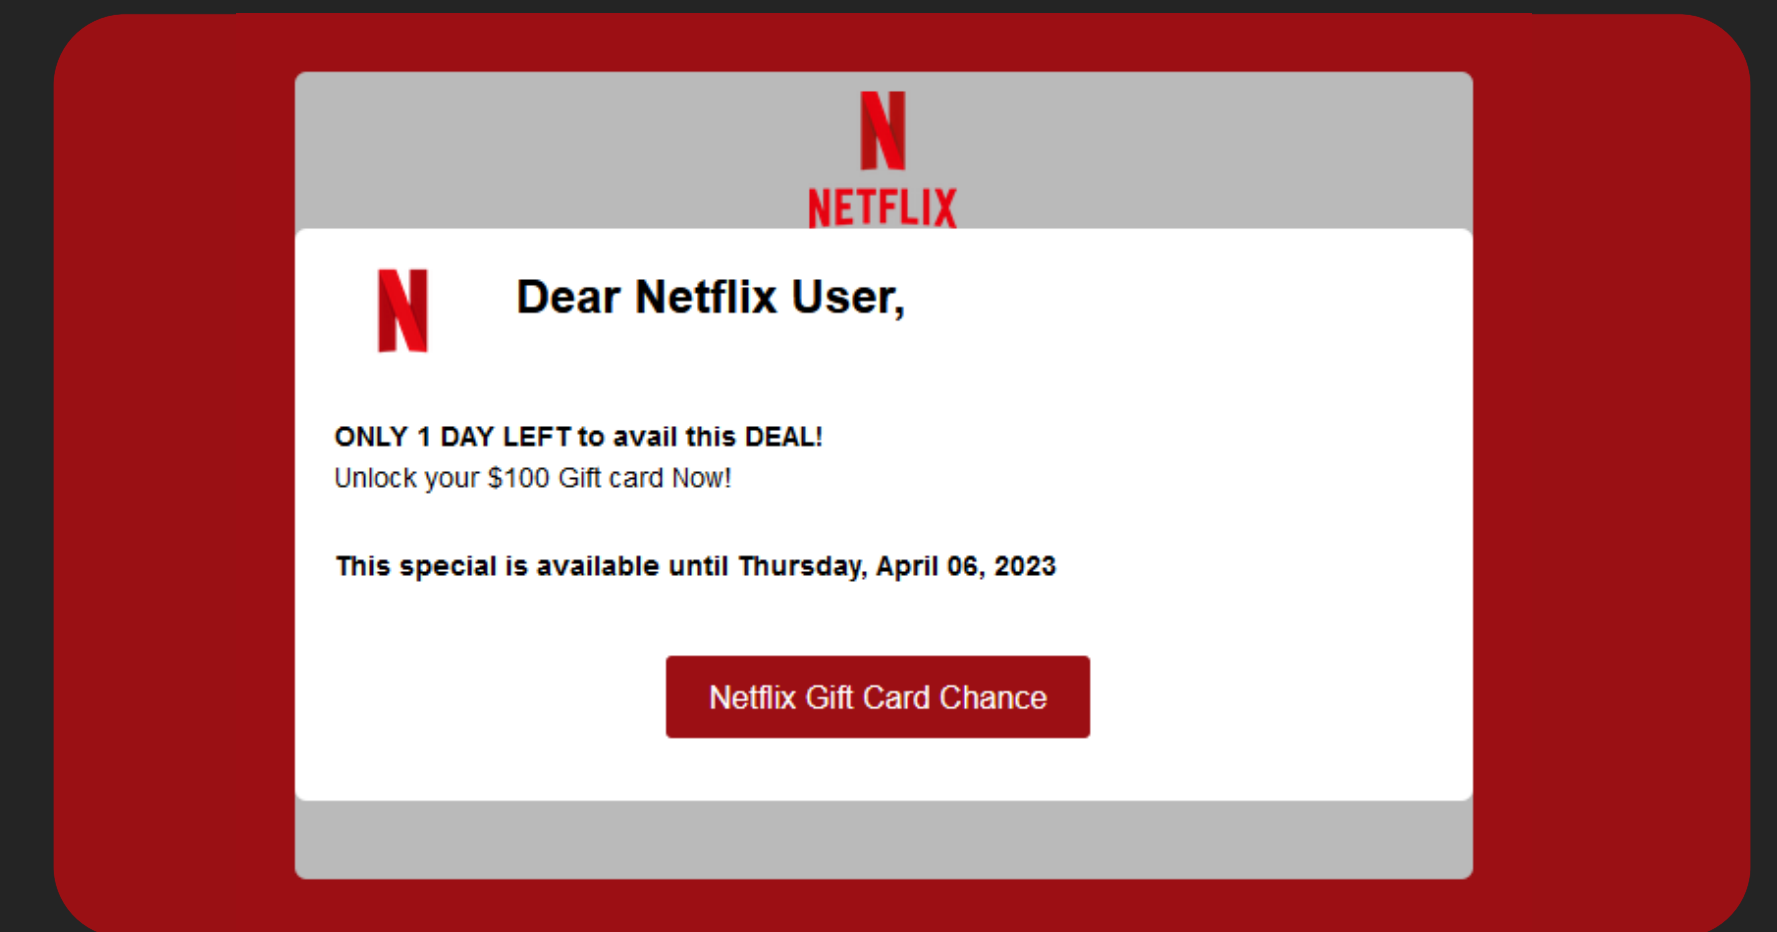 N
NETFLIX
N
Dear Netflix User,
ONLY 1 DAY LEFT to avail this DEAL!
Unlock your $100 Gift card Now!
This special is available until Thursday, April 06, 2023
Netflix Gift Card Chance